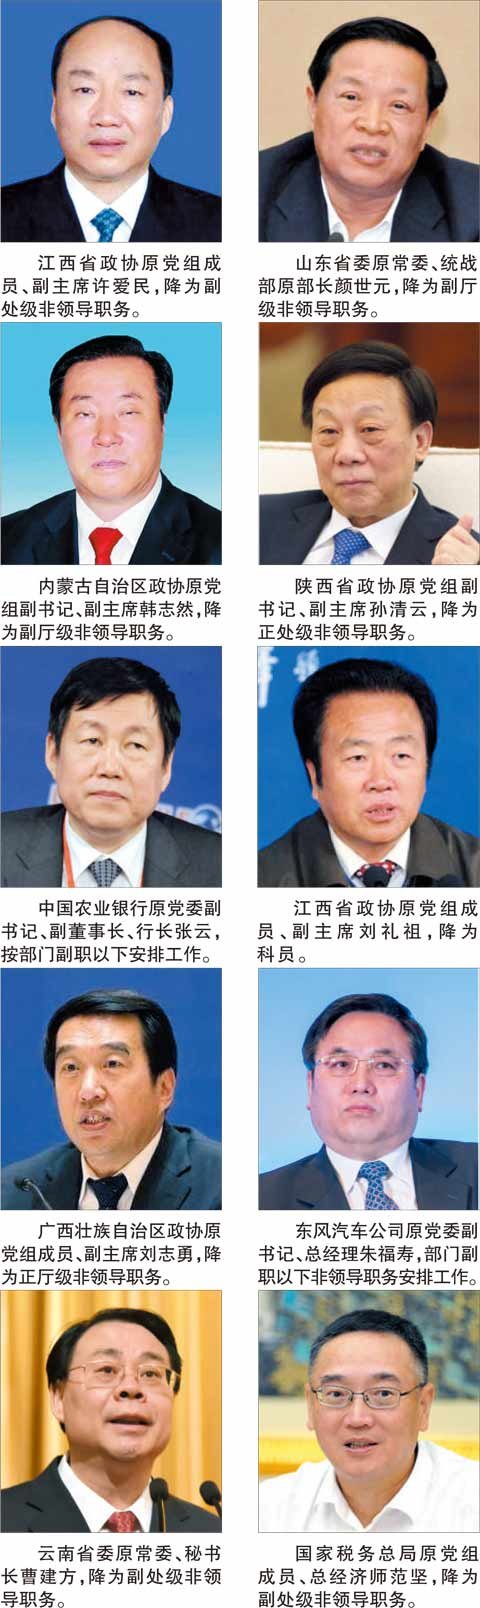 江西省政协原党组成
员、副主席许爱民,降为副
处级非领导职务。
山东省委原常委、统战
部原部长颜世元,降为副厅
级非领导职务。
内蒙古自治区政协原党
组副书记、副主席韩志然,降
为副厅级非领导职务。
陕西省政协原党组副
书记、副主席孙清云,降为
正处级非领导职务。
中国农业银行原党委副
书记、副董事长、行长张云,
按部门副职以下安排工作。
江西省政协原党组成
员、副主席刘礼祖,降为
科员。
广西壮族自治区政协原
党组成员、副主席刘志勇,降
为正厅级非领导职务。
东风汽车公司原党委副
书记、总经理朱福寿,部门副
职以下非领导职务安排工作。
云南省委原常委、秘书
长曹建方,降为副处级非领
导职务。
国家税务总局原党组
成员、总经济师范坚,降为
副处级非领导职务。